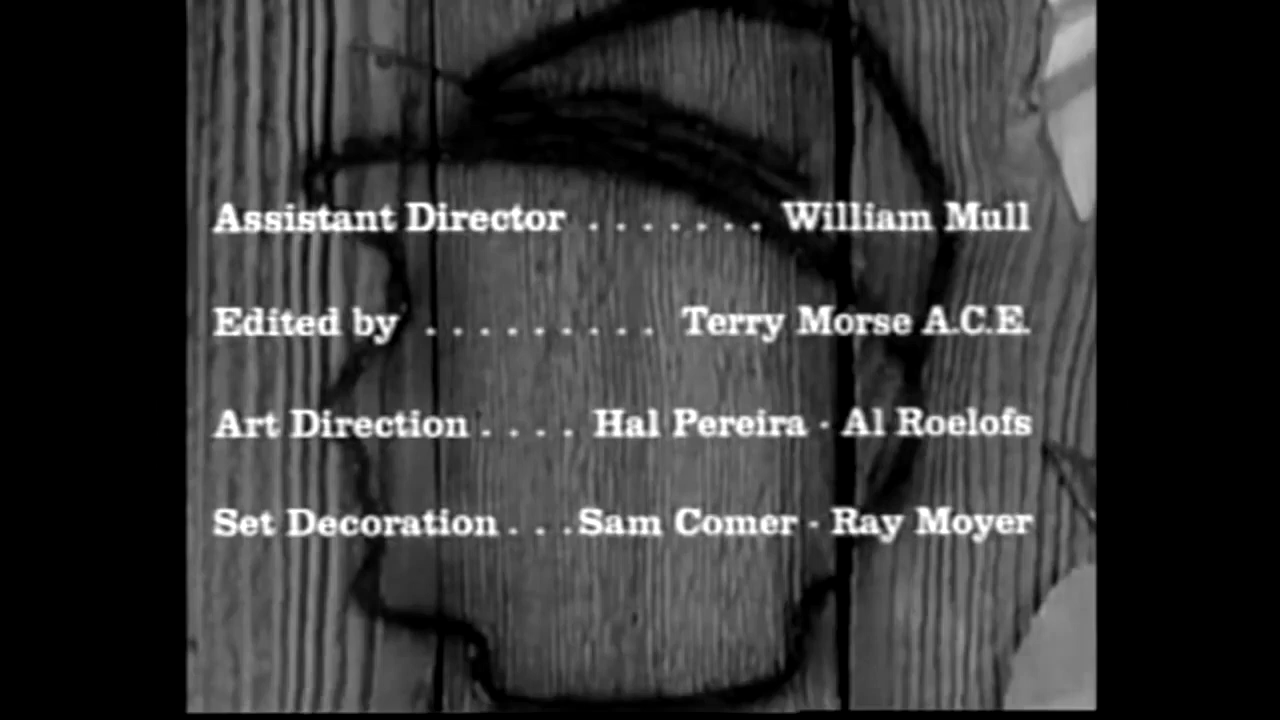 Assistant Director . . . . . . . William Mull
Edited by . . . . . . . . . Terry Morse A.C.E.
Art Direction . . . . Hal Pereira · Al Roelofs
Set Decoration . . . Sam Comer · Ray Moyer